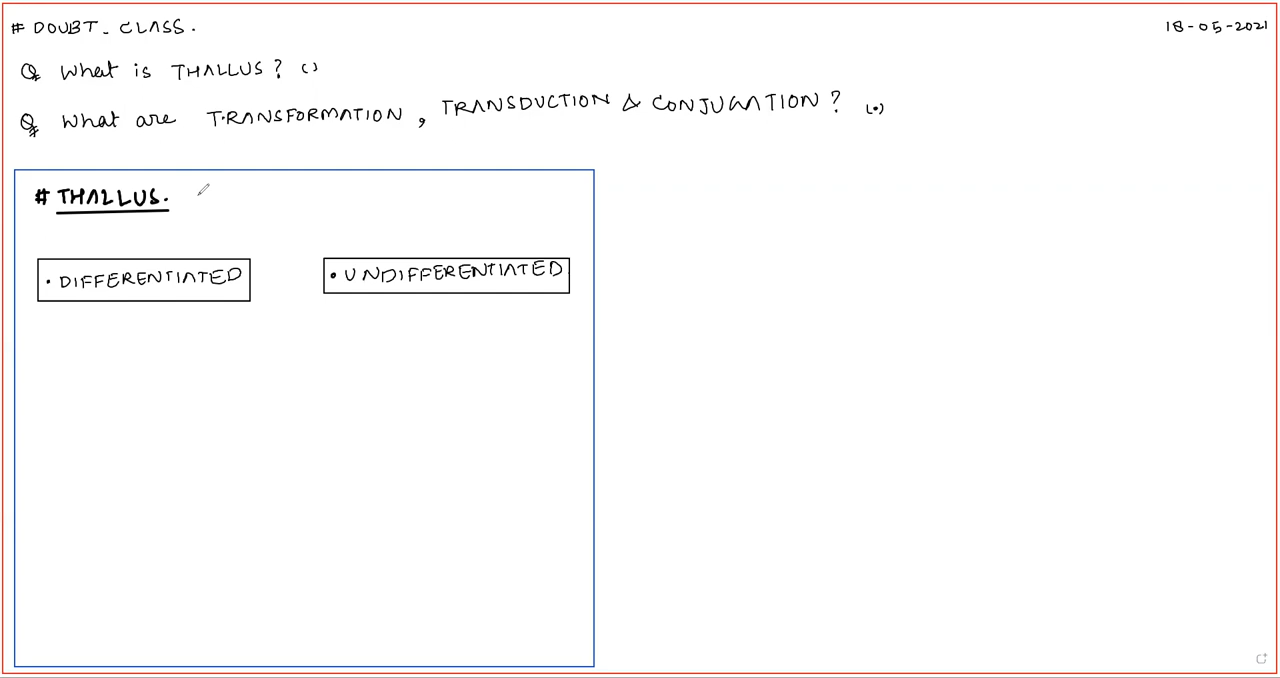 # DOUBT_CLASS.
18-05-2021
Q What is THALLUS? ( )
Q What are TRANSFORMATION, TRANSDUCTION & CONJUGATION? (.)
# THALLUS.
• DIFFERENTIATED
• UNDIFFERENTIATED